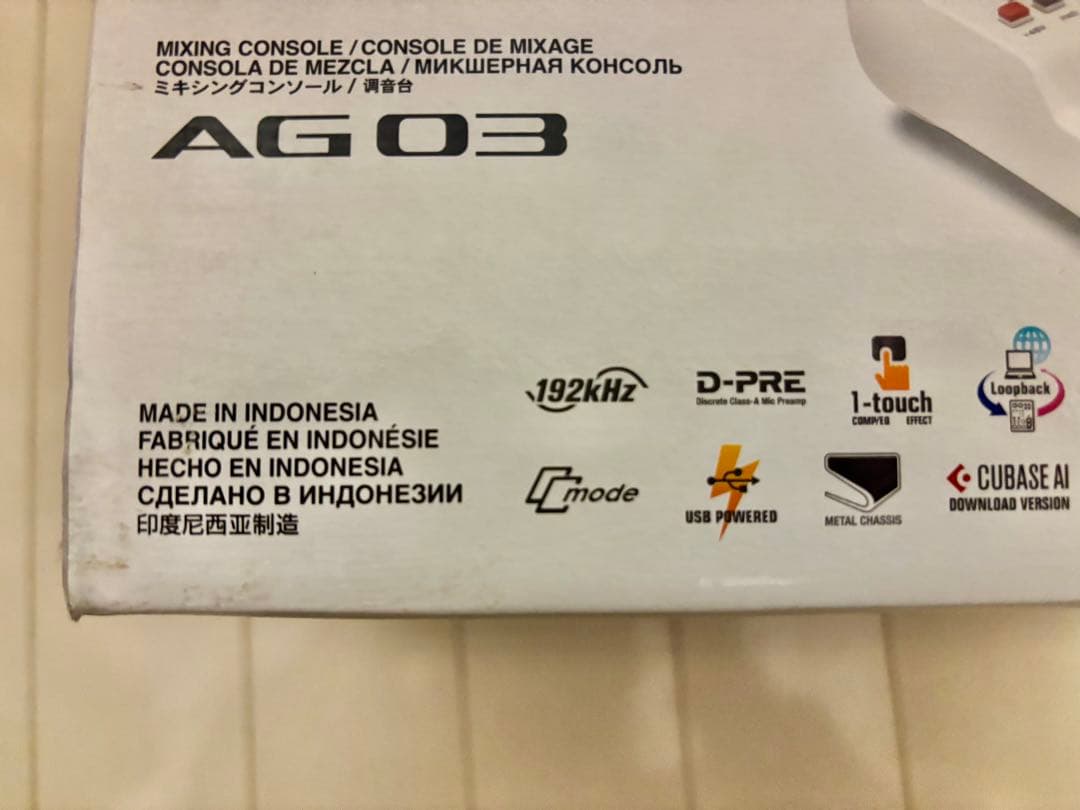 MIXING CONSOLE / CONSOLE DE MIXAGE
CONSOLA DE MEZCLA / МИКШЕРНАЯ КОНСОЛЬ
ミキシングコンソール / 调音台
AG 03
MADE IN INDONESIA
FABRIQUÉ EN INDONÉSIE
HECHO EN INDONESIA
СДЕЛАНО В ИНДОНЕЗИИ
印度尼西亚制造
192kHz
D-PRE
Discrete Class-A Mic Preamp
1-touch
COMP/EQ EFFECT
Loopback
mode
USB POWERED
METAL CHASSIS
CUBASE AI
DOWNLOAD VERSION